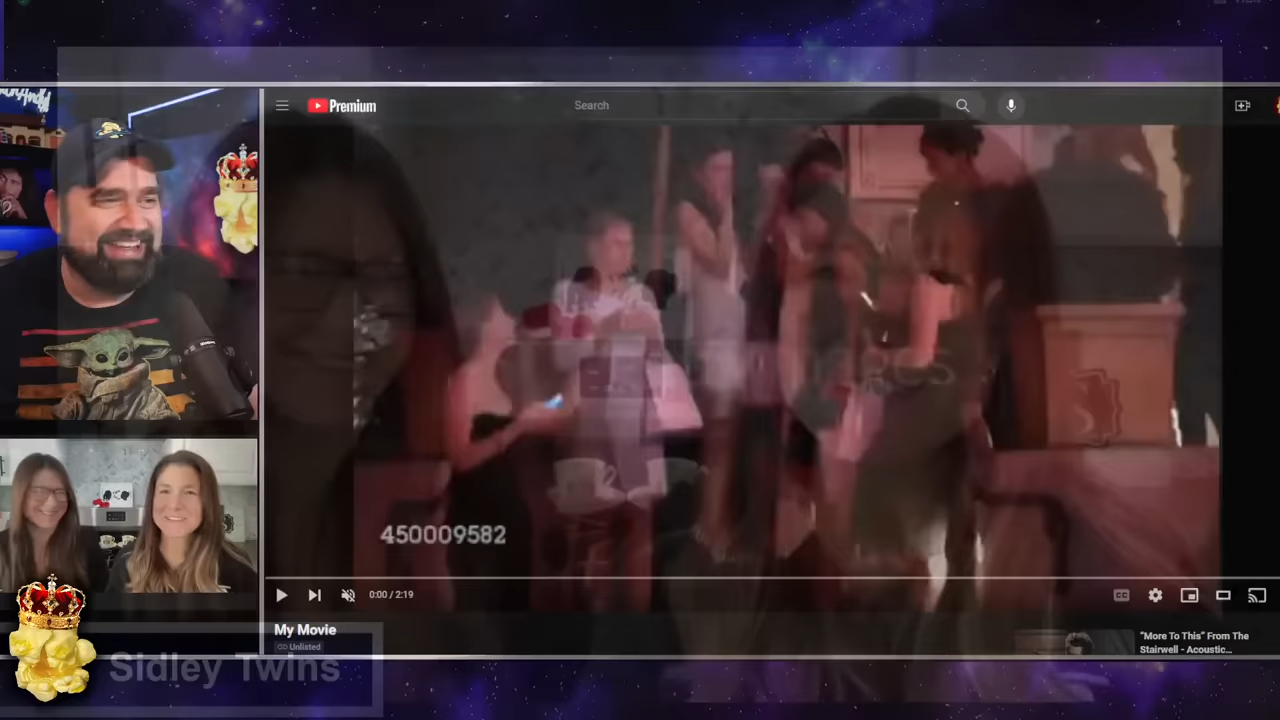 Premium
Search
450009582
0:00 / 2:19
CC
My Movie
Unlisted
"More To This" From The
Stairwell - Acoustic...
Sidley Twins